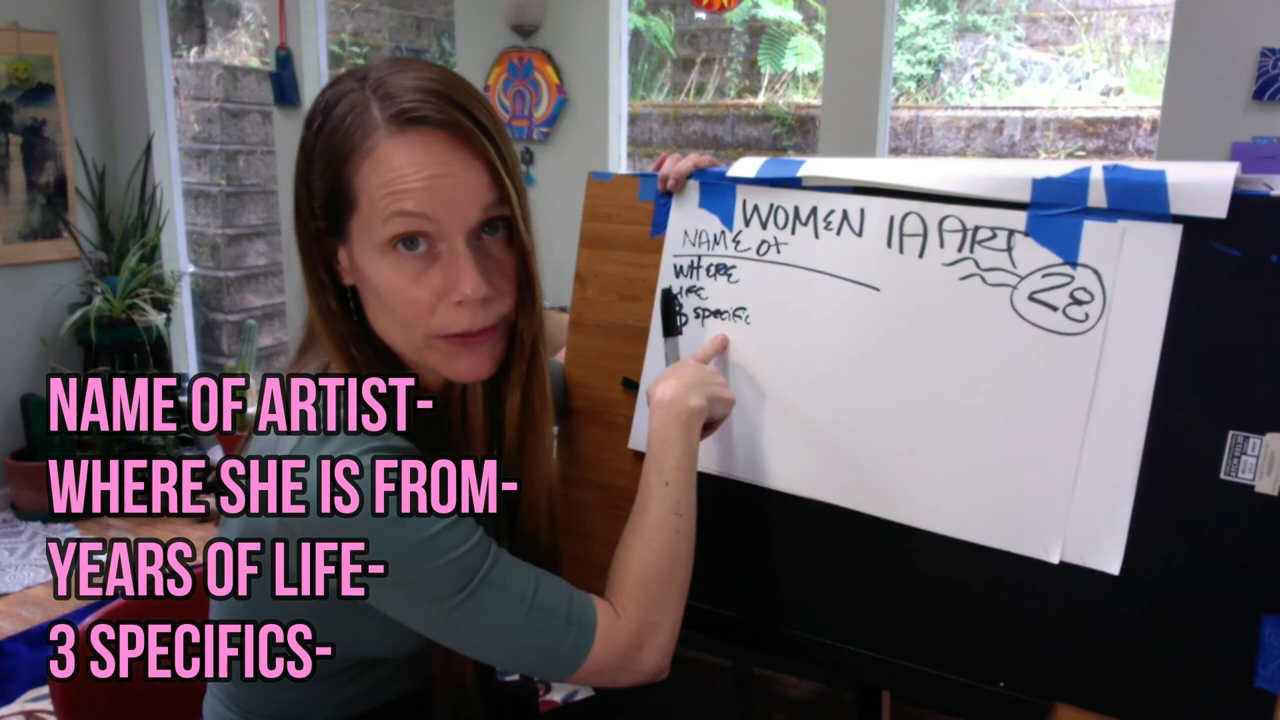 WOMEN IN ART
NAME OF
WHERE
LIFE
3 specific
28
NAME OF ARTIST-
WHERE SHE IS FROM-
YEARS OF LIFE-
3 SPECIFICS-